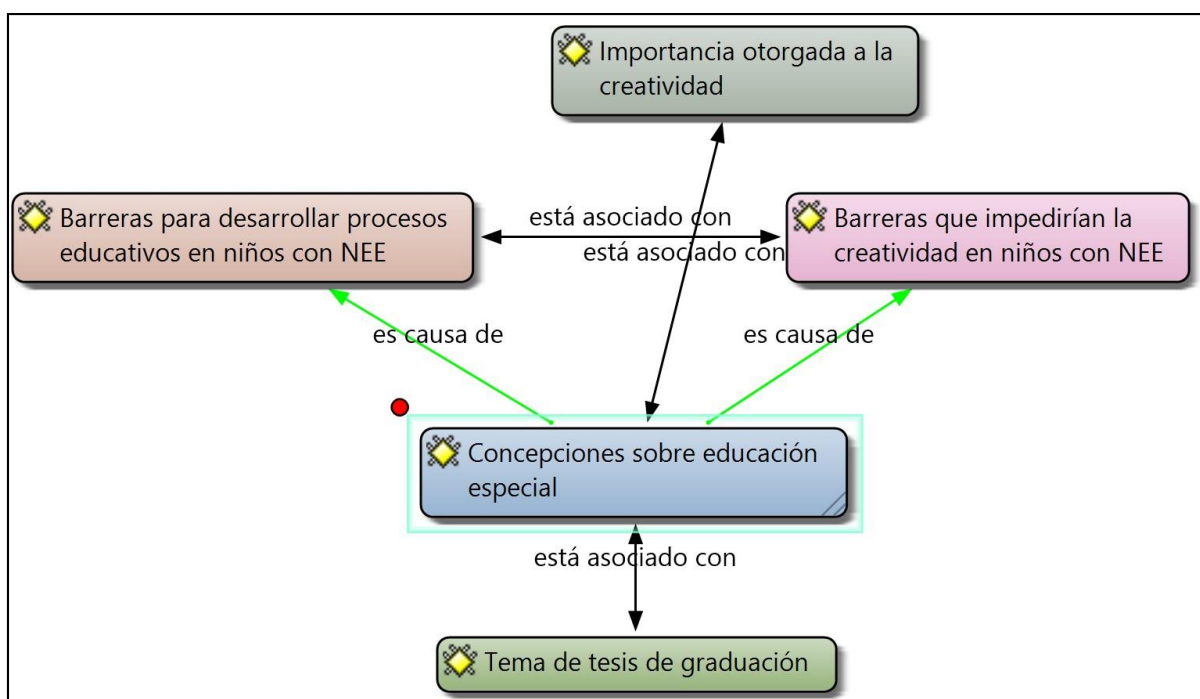 Importancia otorgada a la
creatividad
Barreras para desarrollar procesos
educativos en niños con NEE
está asociado con
está asociado con
Barreras que impedirían la
creatividad en niños con NEE
es causa de
es causa de
Concepciones sobre educación
especial
está asociado con
Tema de tesis de graduación